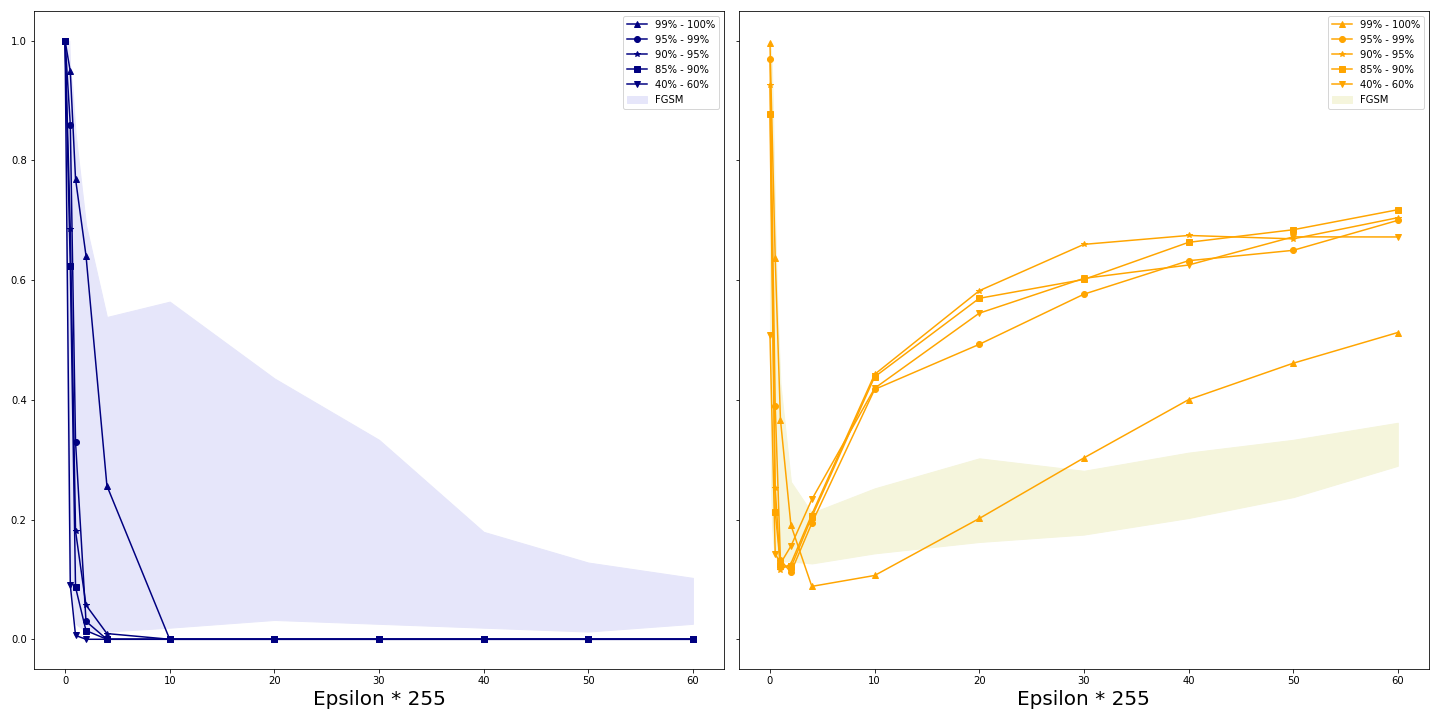 99% - 100%
95% - 99%
90% - 95%
85% - 90%
40% - 60%
FGSM
1.0
0.8
0.6
0.4
0.2
0.0
0 10 20 30 40 50 60
Epsilon * 255
99% - 100%
95% - 99%
90% - 95%
85% - 90%
40% - 60%
FGSM
0 10 20 30 40 50 60
Epsilon * 255